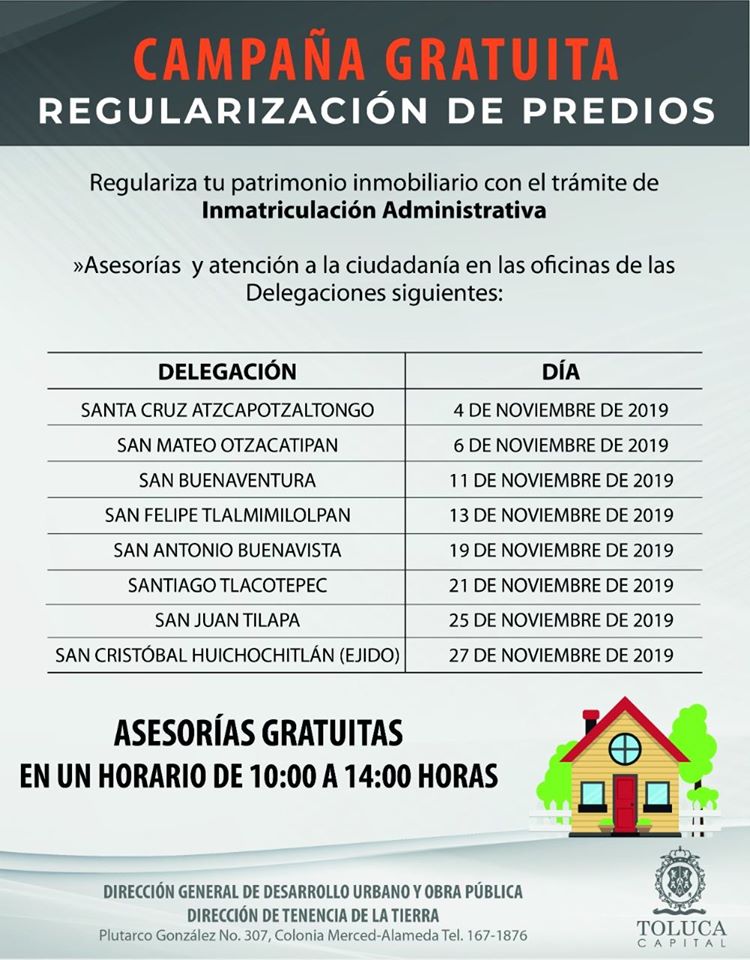 CAMPAÑA GRATUITA
REGULARIZACIÓN DE PREDIOS
Regulariza tu patrimonio inmobiliario con el trámite de
Inmatriculación Administrativa
»Asesorías y atención a la ciudadanía en las oficinas de las
Delegaciones siguientes:
DELEGACIÓN DÍA
SANTA CRUZ ATZCAPOTZALTONGO 4 DE NOVIEMBRE DE 2019
SAN MATEO OTZACATIPAN 6 DE NOVIEMBRE DE 2019
SAN BUENAVENTURA 11 DE NOVIEMBRE DE 2019
SAN FELIPE TLALMIMILOLPAN 13 DE NOVIEMBRE DE 2019
SAN ANTONIO BUENAVISTA 19 DE NOVIEMBRE DE 2019
SANTIAGO TLACOTEPEC 21 DE NOVIEMBRE DE 2019
SAN JUAN TILAPA 25 DE NOVIEMBRE DE 2019
SAN CRISTÓBAL HUICHOCHITLÁN (EJIDO) 27 DE NOVIEMBRE DE 2019
ASESORÍAS GRATUITAS
EN UN HORARIO DE 10:00 A 14:00 HORAS
DIRECCIÓN GENERAL DE DESARROLLO URBANO Y OBRA PÚBLICA
DIRECCIÓN DE TENENCIA DE LA TIERRA
Plutarco González No. 307, Colonia Merced-Alameda Tel. 167-1876
TOLUCA
CAPITAL